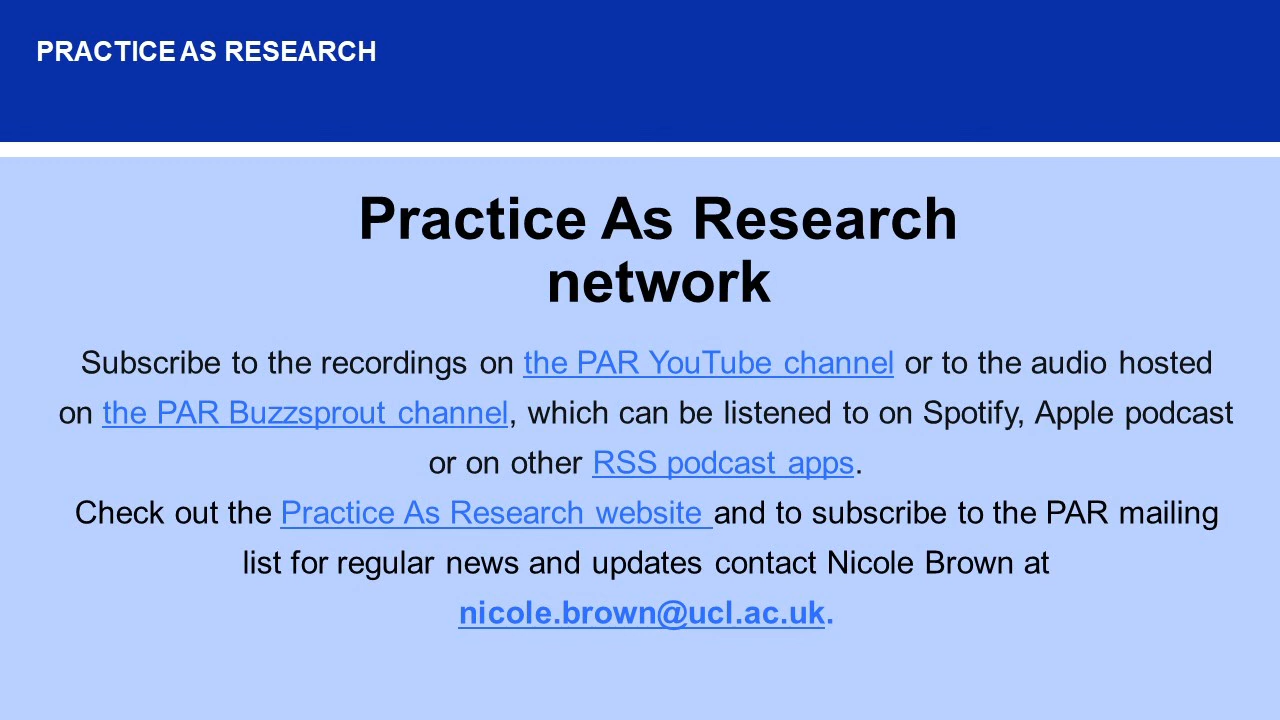 PRACTICE AS RESEARCH
Practice As Research
network
Subscribe to the recordings on the PAR YouTube channel or to the audio hosted
on the PAR Buzzsprout channel, which can be listened to on Spotify, Apple podcast
or on other RSS podcast apps.
Check out the Practice As Research website and to subscribe to the PAR mailing
list for regular news and updates contact Nicole Brown at
nicole.brown@ucl.ac.uk.